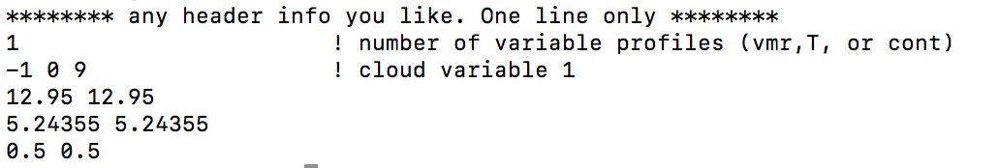 ******** any header info you like. One line only ********
1 ! number of variable profiles (vmr,T, or cont)
-1 0 9 ! cloud variable 1
12.95 12.95
5.24355 5.24355
0.5 0.5